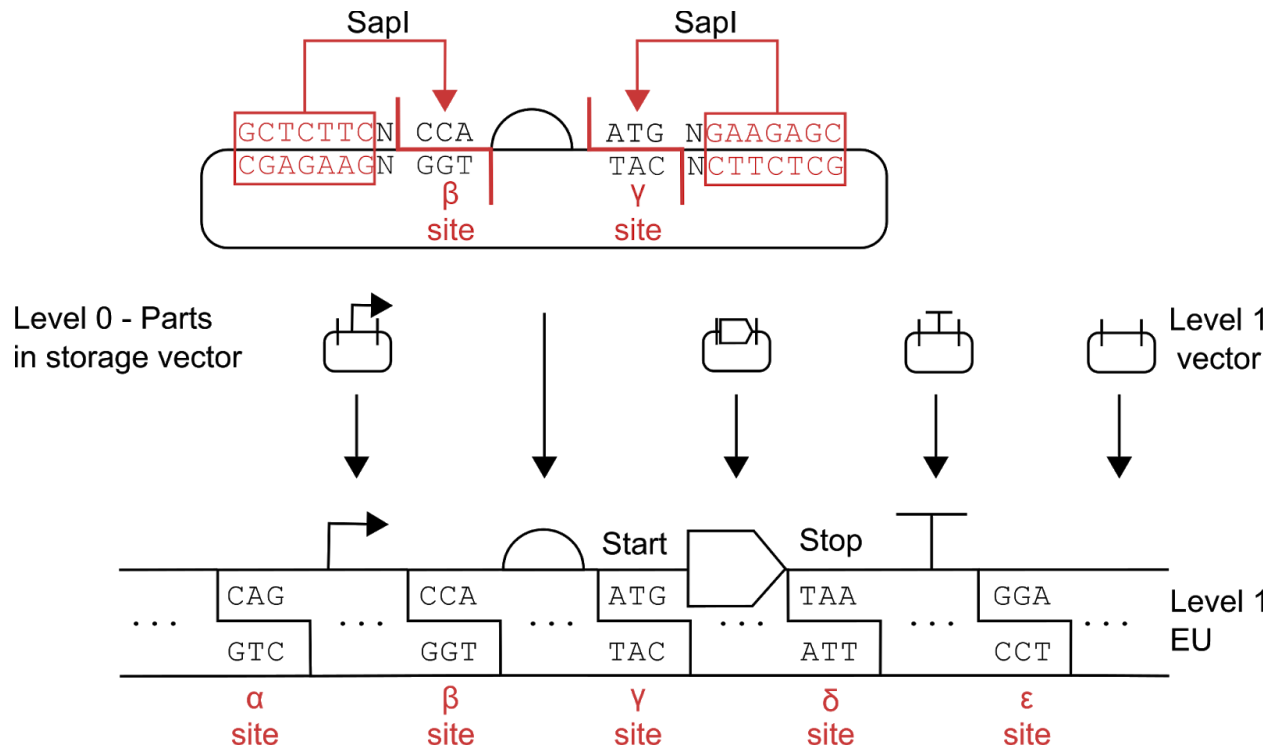 SapI SapI
GCTCTTCN CCA ATG NGAAGAGC
CGAGAAGN GGT TAC NCTTCTCG
β γ
site site
Level 0 - Parts
in storage vector
Level 1
vector
Start Stop
CAG CCA ATG TAA GGA
... ... ... ... ... ...
GTC GGT TAC ATT CCT
Level 1
EU
α β γ δ ε
site site site site site